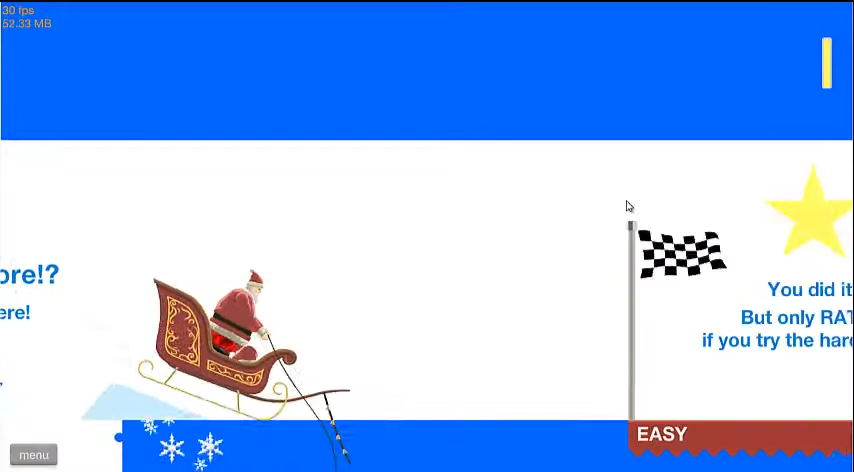 30 fps
52.33 MB
ore!?
ere!
You did it
But only RAT
if you try the hard
EASY
menu